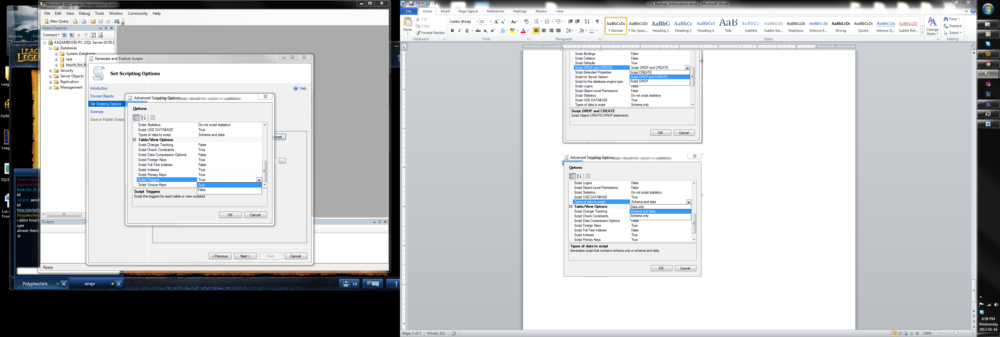 Thursday
Frid
League of Legends
LEAG
LEGEN
Leag
HoN
Leag
SQLE
List
Foun
Please reme
password wi
Sock On (5:
lol
(6:21): send
lol
http://elohell
Polyphechris
i didnt finish
uyet
almost there
:p
Polyphechris
empr
16
Microsoft SQL Server Management Studio
File Edit View Debug Tools Window Community Help
New Query
Object Explorer
Connect
KAZAMIDORI-PC (SQL Server 10.50.1
Databases
System Databases
test
touch_for_fo
Security
Server Objects
Replication
Management
Output
Ready
Generate and Publish Scripts
Set Scripting Options
Introduction
Choose Objects
Set Scripting Options
Summary
Save or Publish Scripts
Help
nced
...
< Previous Next > Finish Cancel
Advanced Scripting Options
Options
Script Statistics Do not script statistics
Script USE DATABASE True
Types of data to script Schema and data
Table/View Options
Script Change Tracking False
Script Check Constraints True
Script Data Compression Options False
Script Foreign Keys True
Script Full-Text Indexes False
Script Indexes True
Script Primary Keys True
Script Triggers True
Script Unique Keys
True
False
Script Triggers
Script the triggers for each table or view scripted.
OK Cancel
DB_Backup_Instructions.docx - Microsoft Word
File Home Insert Page Layout References Mailings Review View
Paste
Cut
Copy
Format Painter
Clipboard
Calibri (Body) 11
Font
Paragraph
AaBbCcDc AaBbCcDc AaBbC AaBbCc AaBbCcI AaB AaBbCc. AaBbCcDc AaBbCcDc AaBbCcDc AaBbCcDc AaBbCcDc AaBbCcDc AABBCCDD
¶ Normal ¶ No Spaci... Heading 1 Heading 2 Heading 3 Title Subtitle Subtle Em... Emphasis Intense E... Strong Quote Intense Q... Subtle Ref...
Styles
Change Styles
Find
Replace
Select
Editing
Script Bindings False
Script Collation False
Script Defaults True
Script DROP and CREATE Script DROP and CREATE
Script Extended Properties
Script for Server Version
Script for the database engine type
Script CREATE
Script DROP and CREATE
Script DROP
Script Logins False
Script Object-Level Permissions False
Script Statistics Do not script statistics
Script USE DATABASE True
Types of data to script Schema only
Script DROP and CREATE
Script Object CREATE/DROP statements.
OK Cancel
Advanced Scripting Options
Options
Script Logins False
Script Object-Level Permissions False
Script Statistics Do not script statistics
Script USE DATABASE True
Types of data to script Schema and data
Table/View Options
Script Change Tracking
Script Check Constraints
Data only
Schema and data
Schema only
Script Data Compression Options False
Script Foreign Keys True
Script Full-Text Indexes False
Script Indexes True
Script Primary Keys True
Types of data to script
Generates script that contains schema only or schema and data.
OK Cancel
Page: 7 of 7 Words: 311
130%
6:58 PM
Wednesday
2013-01-16